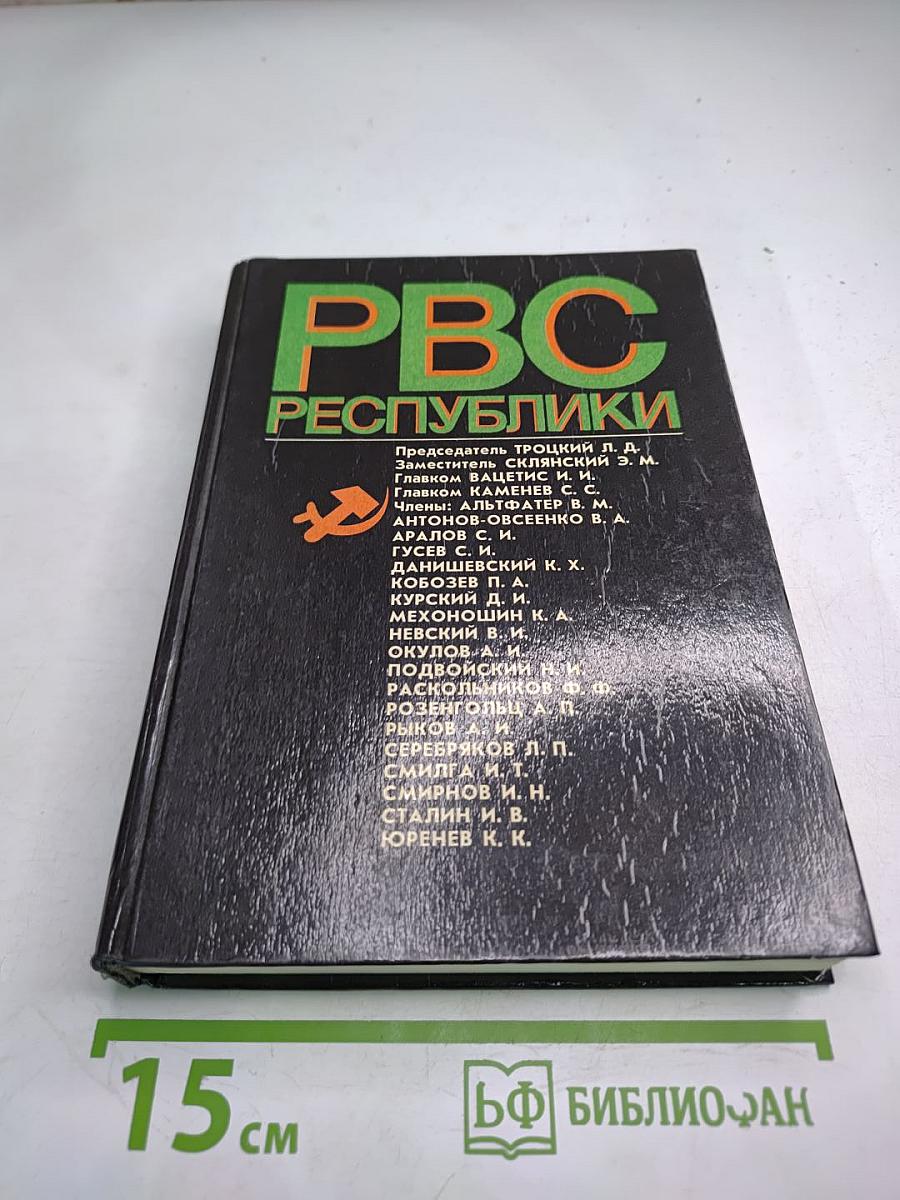 РВС
РЕСПУБЛИКИ
Председатель ТРОЦКИЙ Л. Д.
Заместитель СКЛЯНСКИЙ Э. М.
Главком ВАЦЕТИС И. И.
Главком КАМЕНЕВ С. С.
Члены: АЛЬТФАТЕР В. М.
АНТОНОВ-ОВСЕЕНКО В. А.
АРАЛОВ С. И.
ГУСЕВ С. И.
ДАНИШЕВСКИЙ К. Х.
КОБОЗЕВ П. А.
КУРСКИЙ Д. И.
МЕХОНОШИН К. А.
НЕВСКИЙ В. И.
ОКУЛОВ А. И.
ПОДВОЙСКИЙ Н. И.
РАСКОЛЬНИКОВ Ф. Ф.
РОЗЕНГОЛЬЦ А. П.
РЫКОВ А. И.
СЕРЕБРЯКОВ Л. П.
СМИЛГА И. Т.
СМИРНОВ И. Н.
СТАЛИН И. В.
ЮРЕНЕВ К. К.
15 см
БФ БИБЛИОФАН